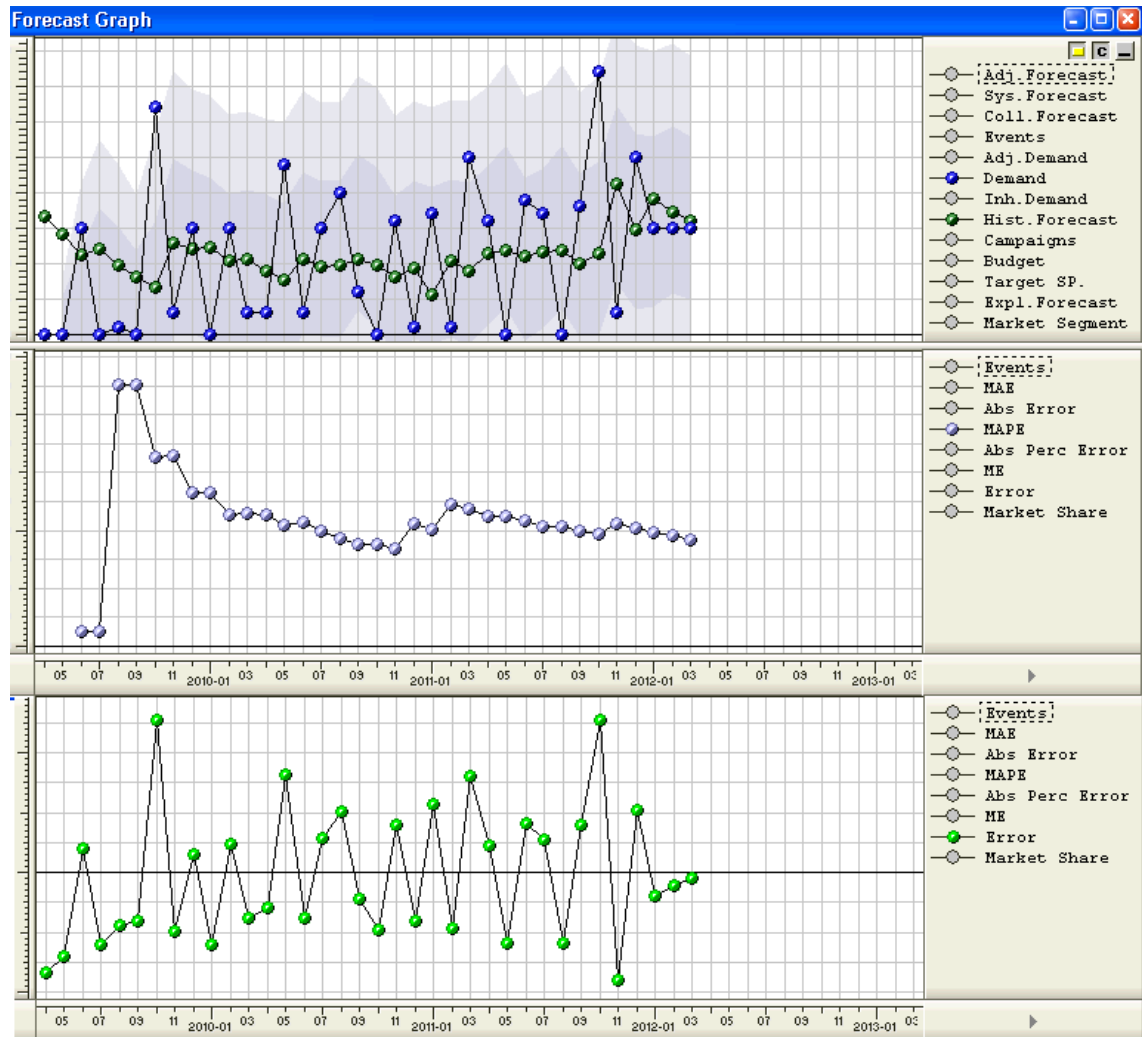 Forecast Graph
C
Adj.Forecast
Sys.Forecast
Coll.Forecast
Events
Adj.Demand
Demand
Inh.Demand
Hist.Forecast
Campaigns
Budget
Target SP.
Expl.Forecast
Market Segment
Events
MAE
Abs Error
MAPE
Abs Perc Error
ME
Error
Market Share
05 07 09 11 2010-01 03 05 07 09 11 2011-01 03 05 07 09 11 2012-01 03 05 07 09 11 2013-01 03
Events
MAE
Abs Error
MAPE
Abs Perc Error
ME
Error
Market Share
05 07 09 11 2010-01 03 05 07 09 11 2011-01 03 05 07 09 11 2012-01 03 05 07 09 11 2013-01 03